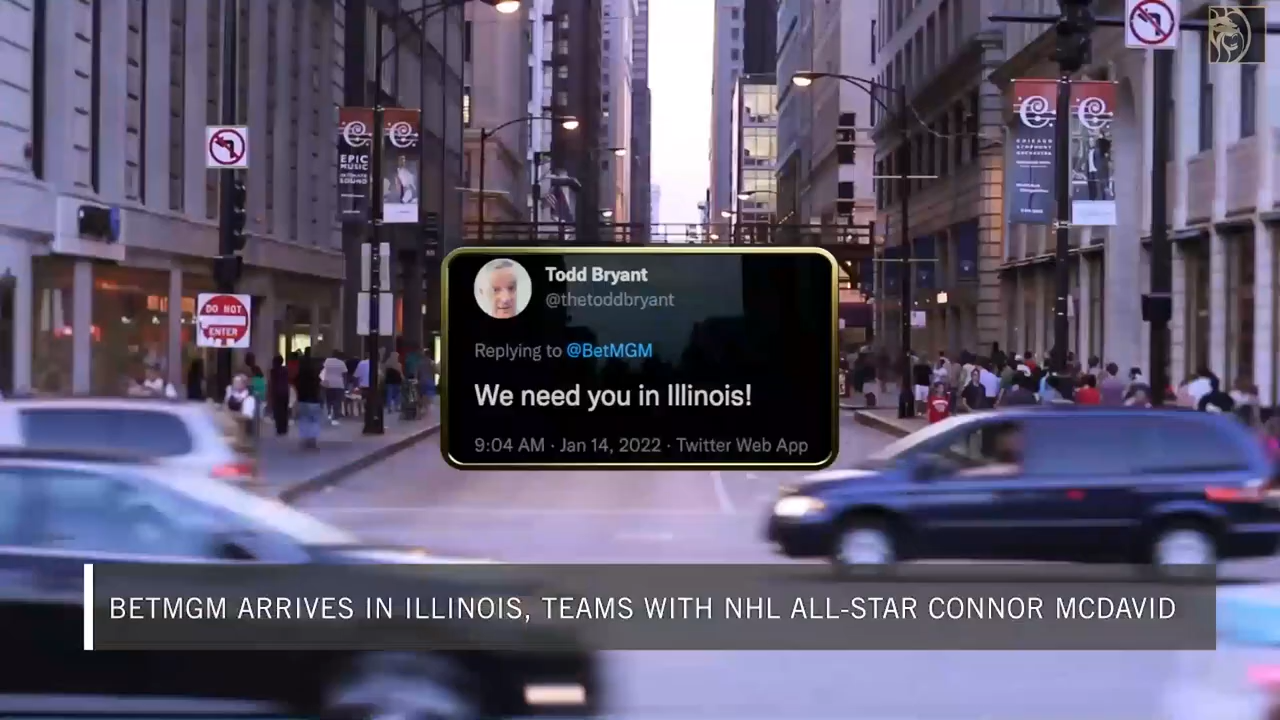 EPIC
MUSIC
DO NOT
ENTER
Todd Bryant
@thetoddbryant
Replying to @BetMGM
We need you in Illinois!
9:04 AM · Jan 14, 2022 · Twitter Web App
BETMGM ARRIVES IN ILLINOIS, TEAMS WITH NHL ALL-STAR CONNOR MCDAVID